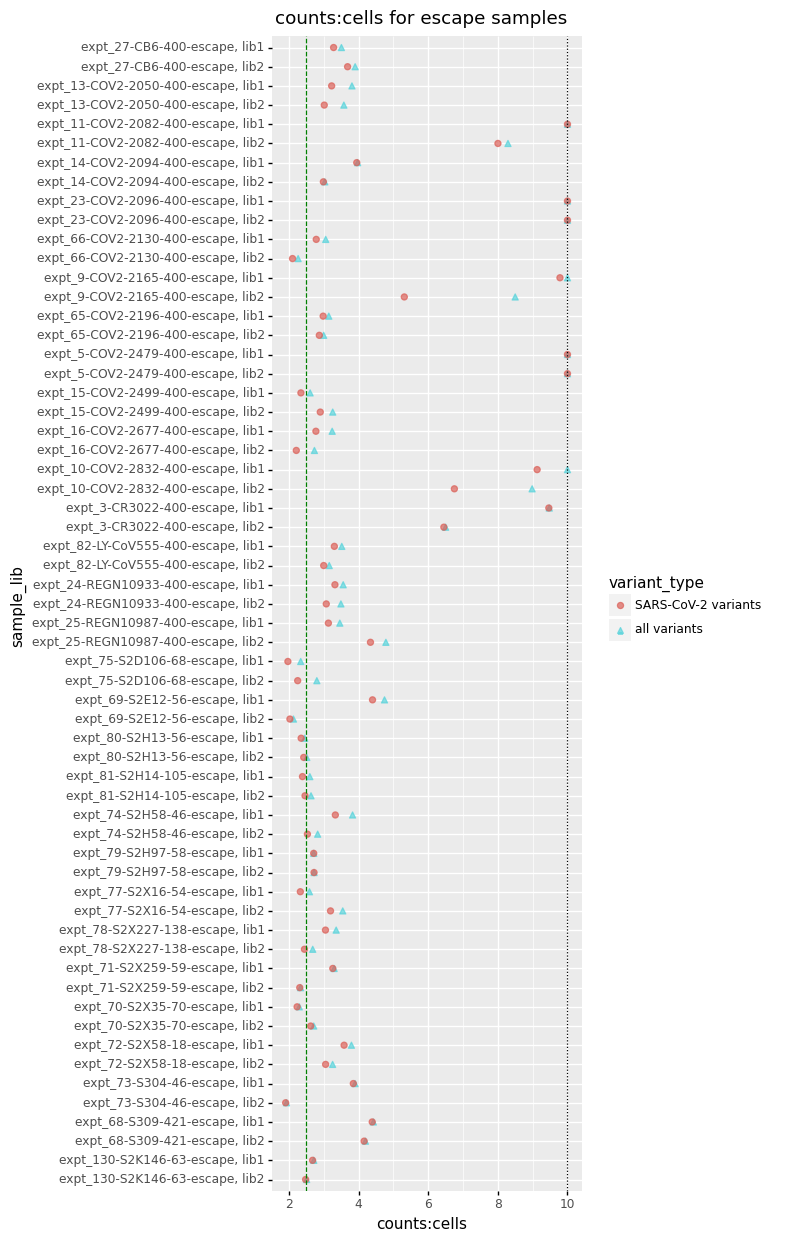 counts:cells for escape samples
expt_27-CB6-400-escape, lib1
expt_27-CB6-400-escape, lib2
expt_13-COV2-2050-400-escape, lib1
expt_13-COV2-2050-400-escape, lib2
expt_11-COV2-2082-400-escape, lib1
expt_11-COV2-2082-400-escape, lib2
expt_14-COV2-2094-400-escape, lib1
expt_14-COV2-2094-400-escape, lib2
expt_23-COV2-2096-400-escape, lib1
expt_23-COV2-2096-400-escape, lib2
expt_66-COV2-2130-400-escape, lib1
expt_66-COV2-2130-400-escape, lib2
expt_9-COV2-2165-400-escape, lib1
expt_9-COV2-2165-400-escape, lib2
expt_65-COV2-2196-400-escape, lib1
expt_65-COV2-2196-400-escape, lib2
expt_5-COV2-2479-400-escape, lib1
expt_5-COV2-2479-400-escape, lib2
expt_15-COV2-2499-400-escape, lib1
expt_15-COV2-2499-400-escape, lib2
expt_16-COV2-2677-400-escape, lib1
expt_16-COV2-2677-400-escape, lib2
expt_10-COV2-2832-400-escape, lib1
expt_10-COV2-2832-400-escape, lib2
expt_3-CR3022-400-escape, lib1
expt_3-CR3022-400-escape, lib2
expt_82-LY-CoV555-400-escape, lib1
expt_82-LY-CoV555-400-escape, lib2
expt_24-REGN10933-400-escape, lib1
expt_24-REGN10933-400-escape, lib2
expt_25-REGN10987-400-escape, lib1
expt_25-REGN10987-400-escape, lib2
expt_75-S2D106-68-escape, lib1
expt_75-S2D106-68-escape, lib2
expt_69-S2E12-56-escape, lib1
expt_69-S2E12-56-escape, lib2
expt_80-S2H13-56-escape, lib1
expt_80-S2H13-56-escape, lib2
expt_81-S2H14-105-escape, lib1
expt_81-S2H14-105-escape, lib2
expt_74-S2H58-46-escape, lib1
expt_74-S2H58-46-escape, lib2
expt_79-S2H97-58-escape, lib1
expt_79-S2H97-58-escape, lib2
expt_77-S2X16-54-escape, lib1
expt_77-S2X16-54-escape, lib2
expt_78-S2X227-138-escape, lib1
expt_78-S2X227-138-escape, lib2
expt_71-S2X259-59-escape, lib1
expt_71-S2X259-59-escape, lib2
expt_70-S2X35-70-escape, lib1
expt_70-S2X35-70-escape, lib2
expt_72-S2X58-18-escape, lib1
expt_72-S2X58-18-escape, lib2
expt_73-S304-46-escape, lib1
expt_73-S304-46-escape, lib2
expt_68-S309-421-escape, lib1
expt_68-S309-421-escape, lib2
expt_130-S2K146-63-escape, lib1
expt_130-S2K146-63-escape, lib2
sample_lib
2 4 6 8 10
counts:cells
variant_type
SARS-CoV-2 variants
all variants